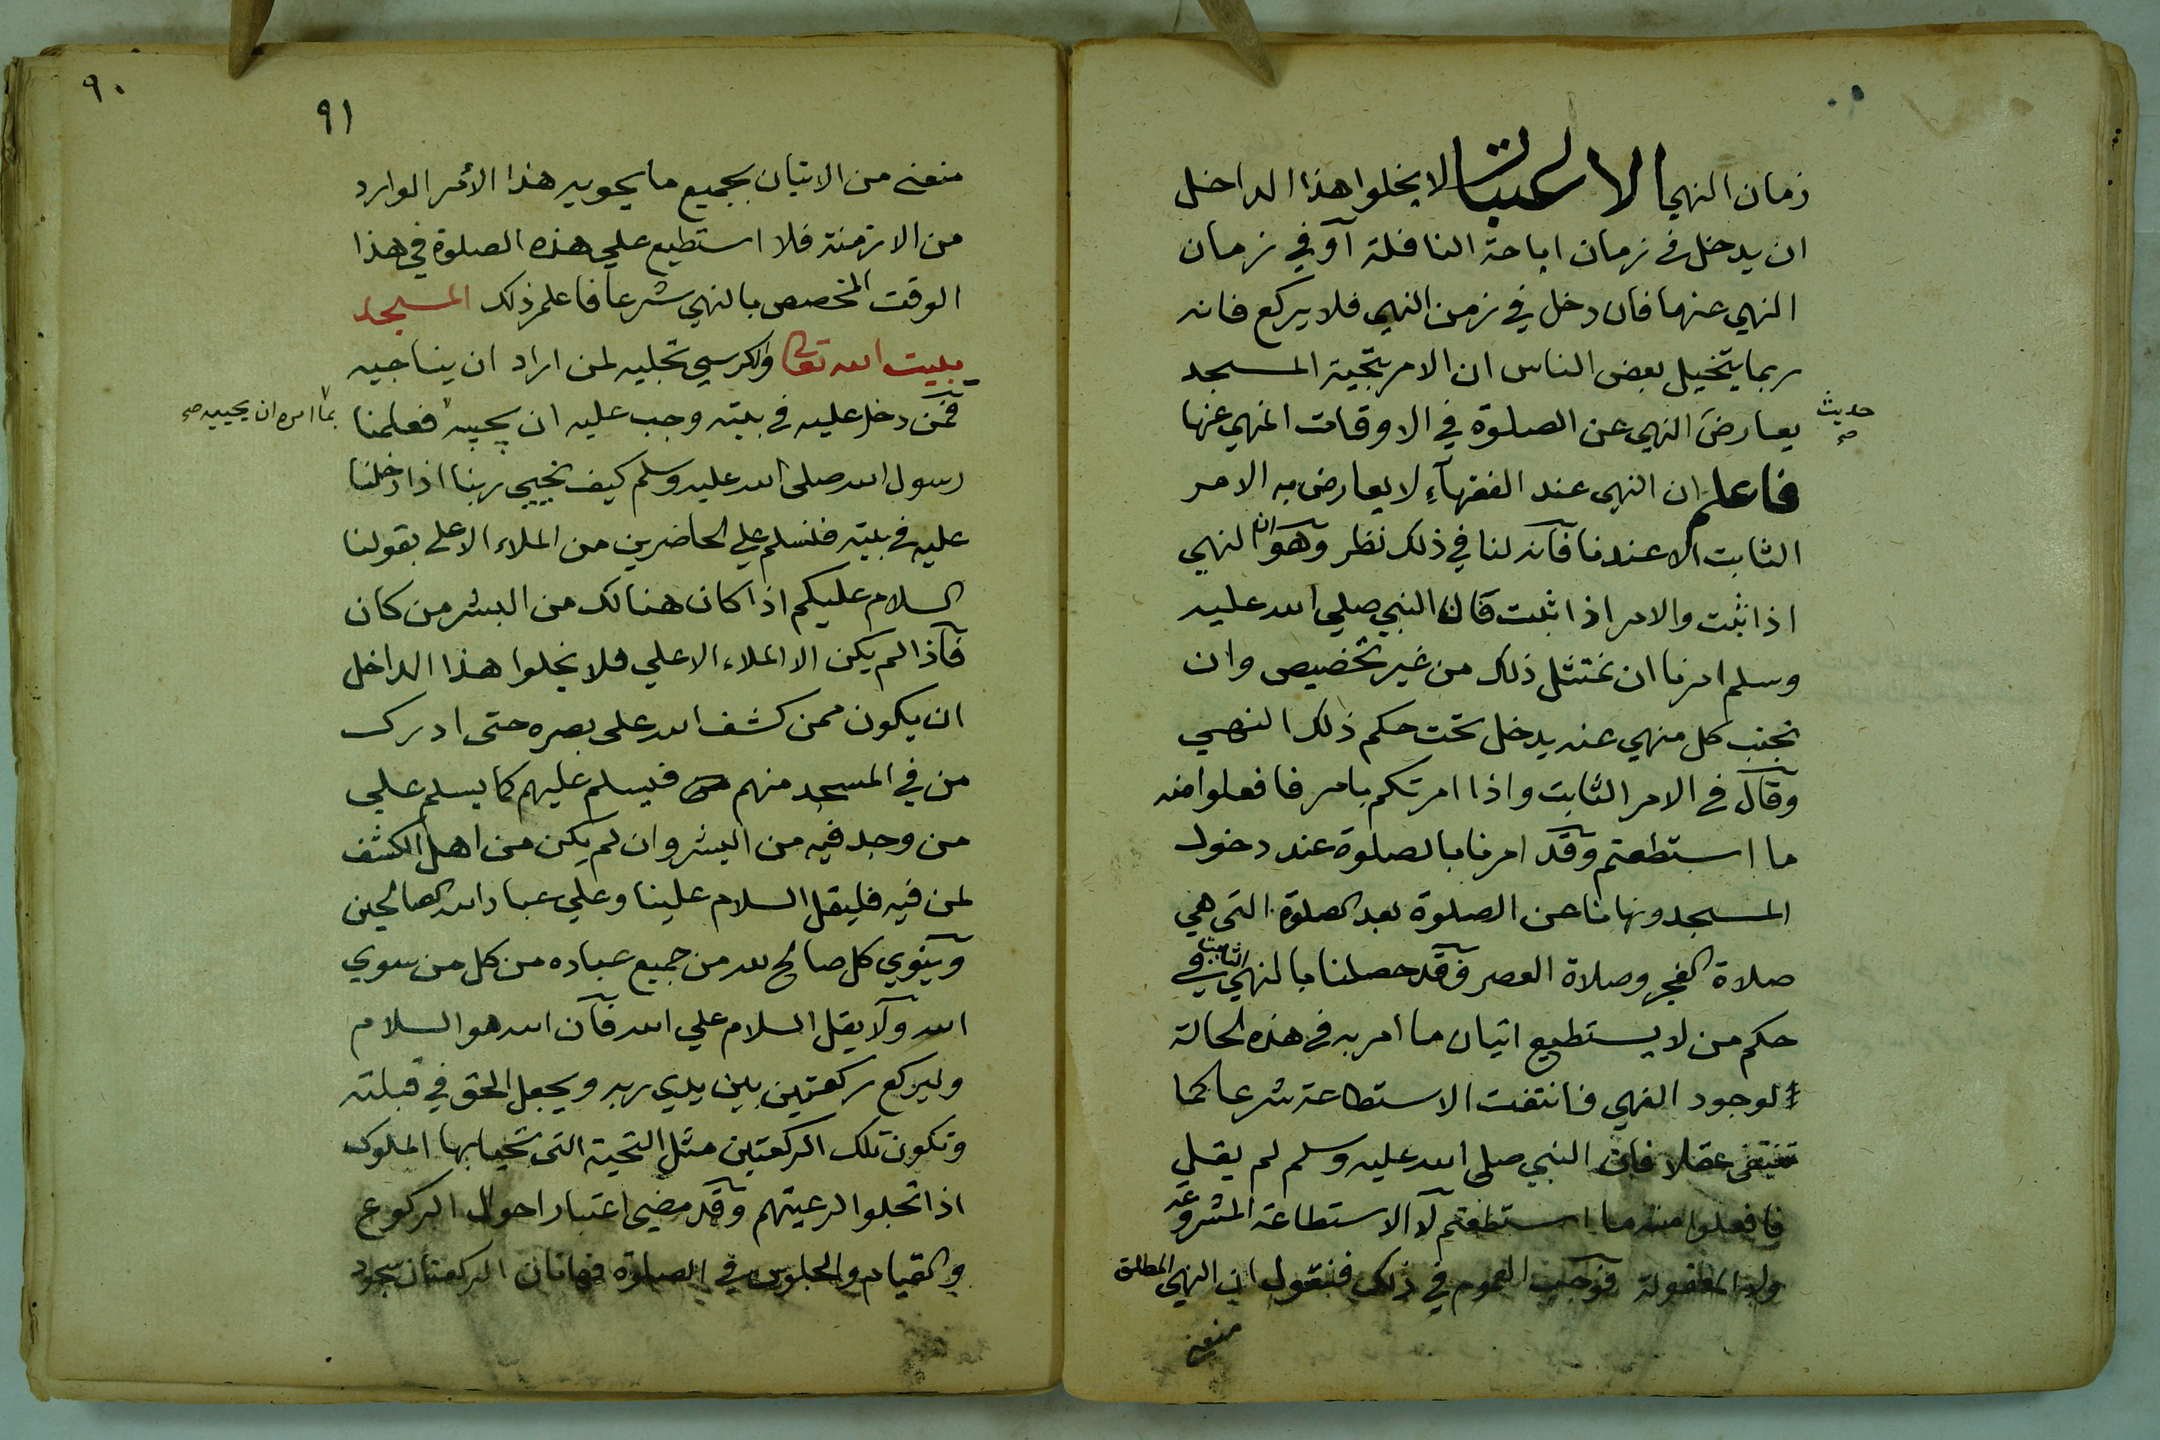 زمان النهي الاعتبار لا يخلوا هذا الداخل
ان يدخل في زمان اباحة النافلة او في زمان
النهي عنها فان دخل في زمن النهي فلا يركع فانه
ربما يتخيل بعض الناس ان الامر بتحية المسجد
حديث صح
يعارض النهي عن الصلوة في الاوقات المنهي عنها
فاعلم ان النهي عند الفقهاء لا يعارض به الامر
الثابت الا عندنا فان لنا في ذلك نظر وهو ان النهي
اذا ثبت والامر اذا ثبت فان النبي صلي الله عليه
وسلم امرنا ان نمتثل ذلك من غير تخصيص وان
نجتنب كل منهي عنه يدخل تحت حكم ذلك النهي
وقال في الامر الثابت واذا امرتكم بامر فافعلوا منه
ما استطعتم وقد امرنا بالصلوة عند دخول
المسجد ونهانا عن الصلوة بعد الصلوة التي هي
صلاة الفجر وصلاة العصر فقد حصلنا بالنهي الثابت في
حكم من لا يستطيع اتيان ما امر به في هذه الحالة
لوجود النهي فانتفت الاستطاعة شرعا كما
تنتفي عقلا فان النبي صلى الله عليه وسلم لم يقل
فافعلوا منه ما استطعتم لا الاستطاعة المشروعة
ولا المعقولة فوجب العموم في ذلك فنقول ان النهي المطلق
منعني
٩٠
٩١
منعني من الاتيان بجميع ما يحويه هذا الأمر الوارد
من الازمنة فلا استطيع علي هذه الصلوة في هذا
الوقت المخصص بالنهي شرعا فاعلم ذلك المسجد
بيت الله تعالى وكرسي تجليه لمن اراد ان يناجيه
فمن دخل عليه في بيته وجب عليه ان يحييه فعلمنا
بما امره ان يحييه صح
رسول الله صلى الله عليه وسلم كيف نحيي ربنا اذا دخلنا
عليه في بيته فنسلم علي الحاضرين من الملاء الاعلي بقولنا
السلام عليكم اذا كان هنالك من البشر من كان
فاذا لم يكن الا الملاء الاعلي فلا يخلوا هذا الداخل
ان يكون ممن كشف الله على بصره حتى ادرك
من في المسجد منهم فيسلم عليهم كما يسلم علي
من وجد فيه من البشر وان لم يكن من اهل الكشف
لمن فيه فليقل السلام علينا وعلي عباد الله الصالحين
وينوي كل صالح لله من جميع عباده من كل من سوي
الله ولا يقل السلام علي الله فان الله هو السلام
وليركع ركعتين بين يدي ربه ويجعل الحق في قبلته
وتكون تلك الركعتين مثل التحية التي تحيا بها الملوك
اذا تجلوا لرعيتهم وقد مضي اعتبار احوال الركوع
والقيام والجلوس في الصلوة فهاتان الركعتان سجود